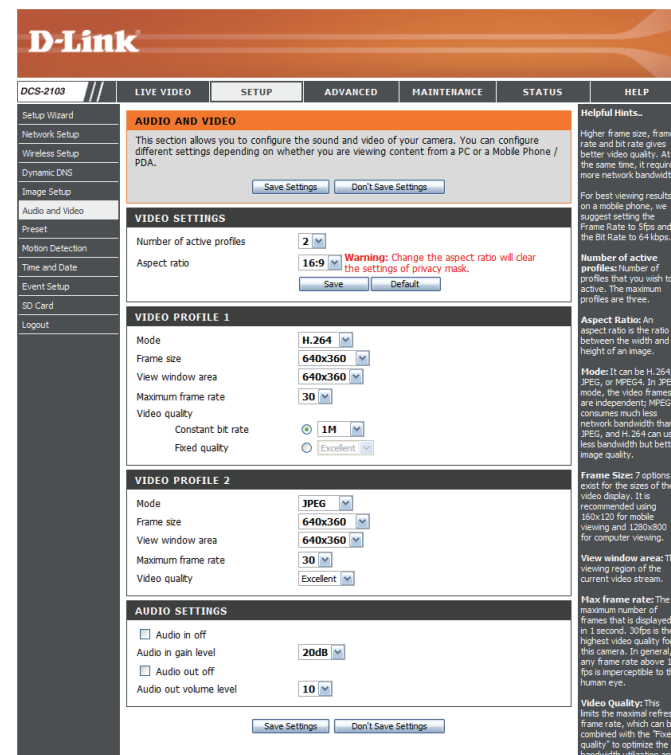 D-Link
DCS-2103
LIVE VIDEO
SETUP
ADVANCED
MAINTENANCE
STATUS
HELP
Setup Wizard
Network Setup
Wireless Setup
Dynamic DNS
Image Setup
Audio and Video
Preset
Motion Detection
Time and Date
Event Setup
SD Card
Logout
AUDIO AND VIDEO
This section allows you to configure the sound and video of your camera. You can configure
different settings depending on whether you are viewing content from a PC or a Mobile Phone /
PDA.
Save Settings
Don't Save Settings
VIDEO SETTINGS
Number of active profiles 2
Aspect ratio 16:9 Warning: Change the aspect ratio will clear
the settings of privacy mask.
Save
Default
VIDEO PROFILE 1
Mode H.264
Frame size 640x360
View window area 640x360
Maximum frame rate 30
Video quality
Constant bit rate 1M
Fixed quality Excellent
VIDEO PROFILE 2
Mode JPEG
Frame size 640x360
View window area 640x360
Maximum frame rate 30
Video quality Excellent
AUDIO SETTINGS
Audio in off
Audio in gain level 20dB
Audio out off
Audio out volume level 10
Save Settings
Don't Save Settings
Helpful Hints..
Higher frame size, frame
rate and bit rate gives
better video quality. At
the same time, it require
more network bandwidt
For best viewing results
on a mobile phone, we
suggest setting the
Frame Rate to 5fps and
the Bit Rate to 64 kbps.
Number of active
profiles: Number of
profiles that you wish to
active. The maximum
profiles are three.
Aspect Ratio: An
aspect ratio is the ratio
between the width and
height of an image.
Mode: It can be H.264,
JPEG, or MPEG4. In JPE
mode, the video frames
are independent; MPEG
consumes much less
network bandwidth than
JPEG, and H.264 can us
less bandwidth but bett
image quality.
Frame Size: 7 options
exist for the sizes of the
video display. It is
recommended using
160x120 for mobile
viewing and 1280x800
for computer viewing.
View window area: Th
viewing region of the
current video stream.
Max frame rate: The
maximum number of
frames that is displayed
in 1 second. 30fps is the
highest video quality for
this camera. In general,
any frame rate above 1
fps is imperceptible to th
human eye.
Video Quality: This
limits the maximal refres
frame rate, which can b
combined with the "Fixe
quality" to optimize the
bandwidth utilization an